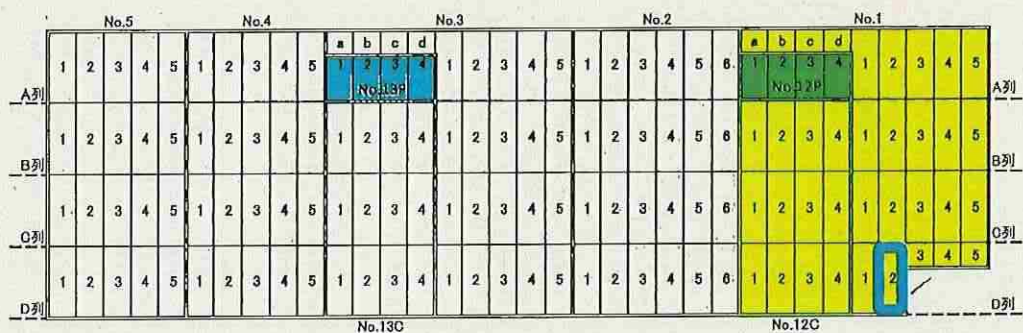 No.5 No.4 No.3 No.2 No.1
a b c d a b c d
1 2 3 4 5 1 2 3 4 5 1 2 3 4 1 2 3 4 5 1 2 3 4 5 6 1 2 3 4 1 2 3 4 5
No.13P No.12P
A列 A列
1 2 3 4 5 1 2 3 4 5 1 2 3 4 1 2 3 4 5 1 2 3 4 5 6 1 2 3 4 1 2 3 4 5
B列 B列
1 2 3 4 5 1 2 3 4 5 1 2 3 4 1 2 3 4 5 1 2 3 4 5 6 1 2 3 4 1 2 3 4 5
C列 C列
3 4 5
1 2 3 4 5 1 2 3 4 5 1 2 3 4 1 2 3 4 5 1 2 3 4 5 6 1 2 3 4 1 2
D列 D列
No.13C No.12C